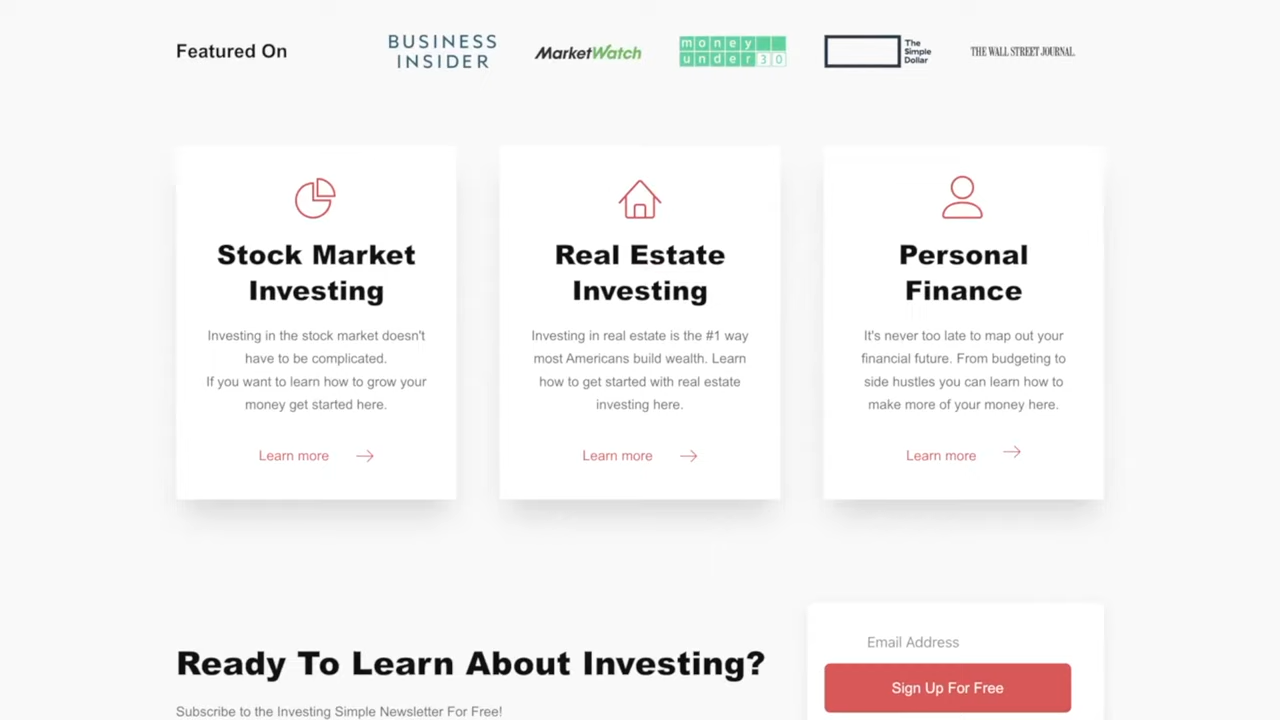 Featured On
BUSINESS
INSIDER
MarketWatch
money
under30
The
Simple
Dollar
THE WALL STREET JOURNAL.
Stock Market
Investing
Investing in the stock market doesn't
have to be complicated.
If you want to learn how to grow your
money get started here.
Learn more
Real Estate
Investing
Investing in real estate is the #1 way
most Americans build wealth. Learn
how to get started with real estate
investing here.
Learn more
Personal
Finance
It's never too late to map out your
financial future. From budgeting to
side hustles you can learn how to
make more of your money here.
Learn more
Ready To Learn About Investing?
Subscribe to the Investing Simple Newsletter For Free!
Email Address
Sign Up For Free